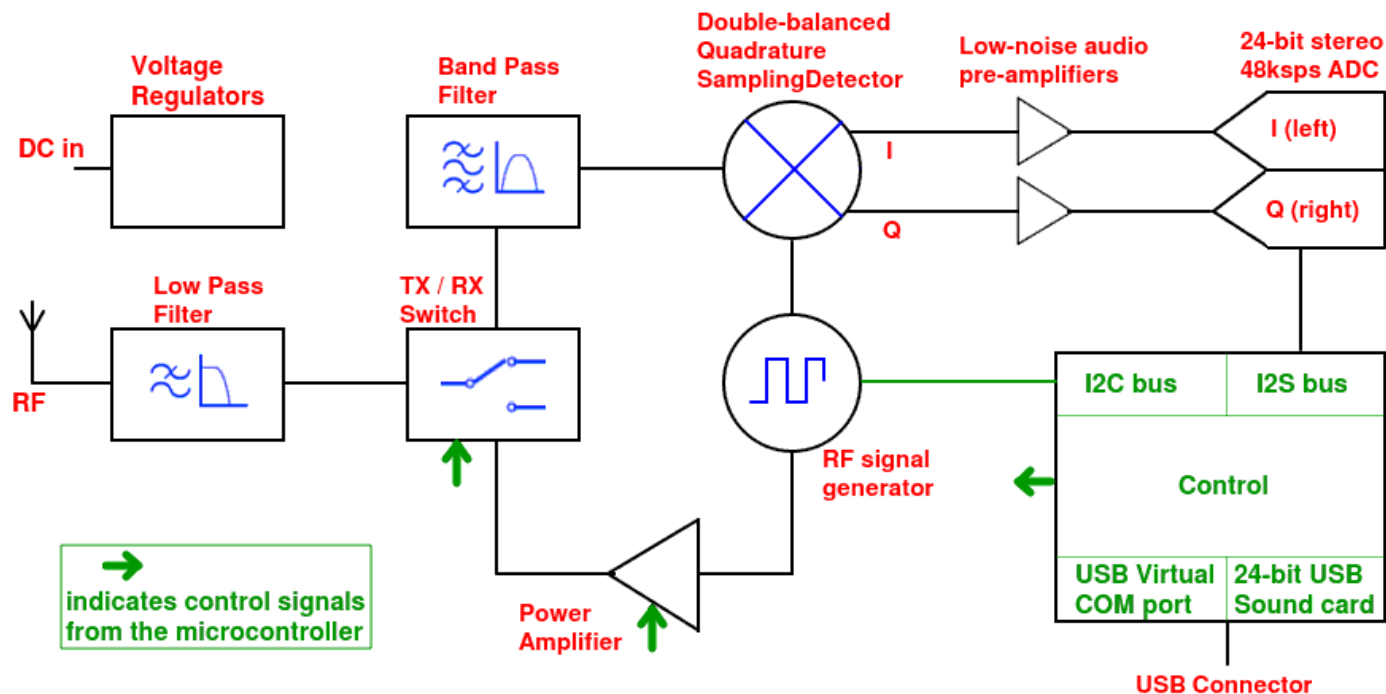 Double-balanced
Quadrature
SamplingDetector
Low-noise audio
pre-amplifiers
24-bit stereo
48ksps ADC
Voltage
Regulators
Band Pass
Filter
DC in
I
I (left)
Q
Q (right)
Low Pass
Filter
TX / RX
Switch
RF
I2C bus
I2S bus
RF signal
generator
Control
indicates control signals
from the microcontroller
Power
Amplifier
USB Virtual
COM port
24-bit USB
Sound card
USB Connector